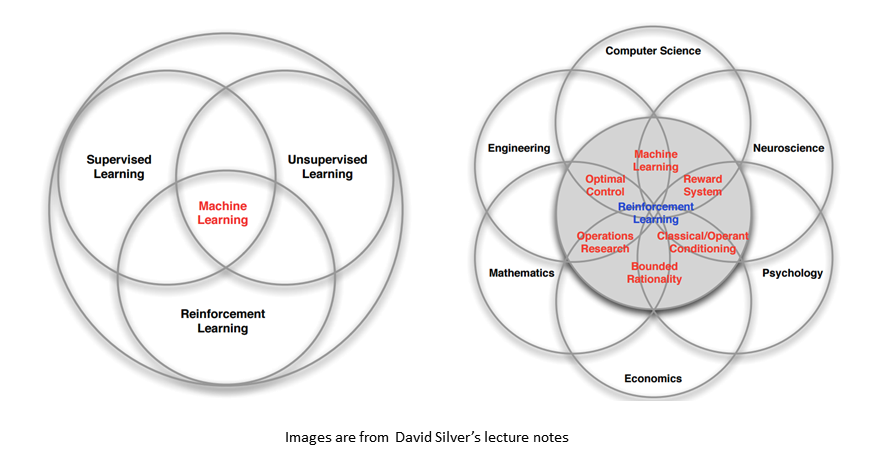 Supervised
Learning
Unsupervised
Learning
Machine
Learning
Reinforcement
Learning
Computer Science
Engineering
Neuroscience
Machine
Learning
Optimal
Control
Reward
System
Reinforcement
Learning
Operations
Research
Classical/Operant
Conditioning
Bounded
Rationality
Mathematics
Psychology
Economics
Images are from David Silver’s lecture notes